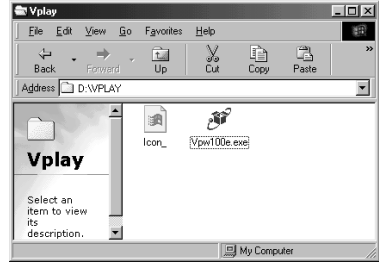 Vplay
File Edit View Go Favorites Help
Back Forward Up Cut Copy Paste »
Address D:\VPLAY
Icon_ Vpw100e.exe
Vplay
Select an
item to view
its
description.
My Computer